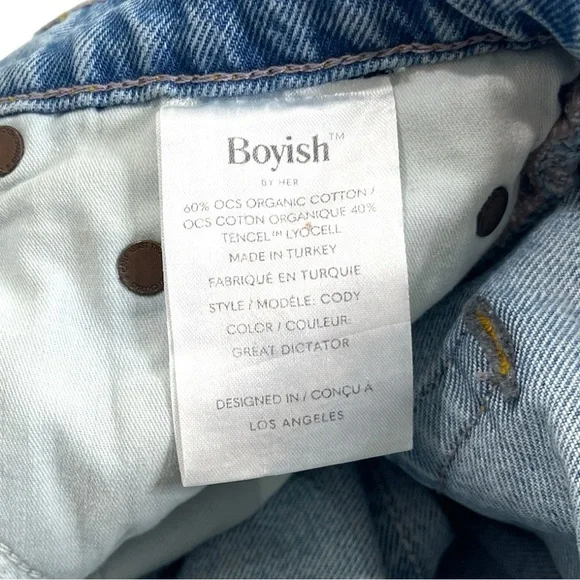 Boyish™
BY HER
60% OCS ORGANIC COTTON /
OCS COTON ORGANIQUE 40%
TENCEL™ LYOCELL
MADE IN TURKEY
FABRIQUÉ EN TURQUIE
STYLE / MODÈLE: CODY
COLOR / COULEUR:
GREAT DICTATOR
DESIGNED IN / CONÇU À
LOS ANGELES